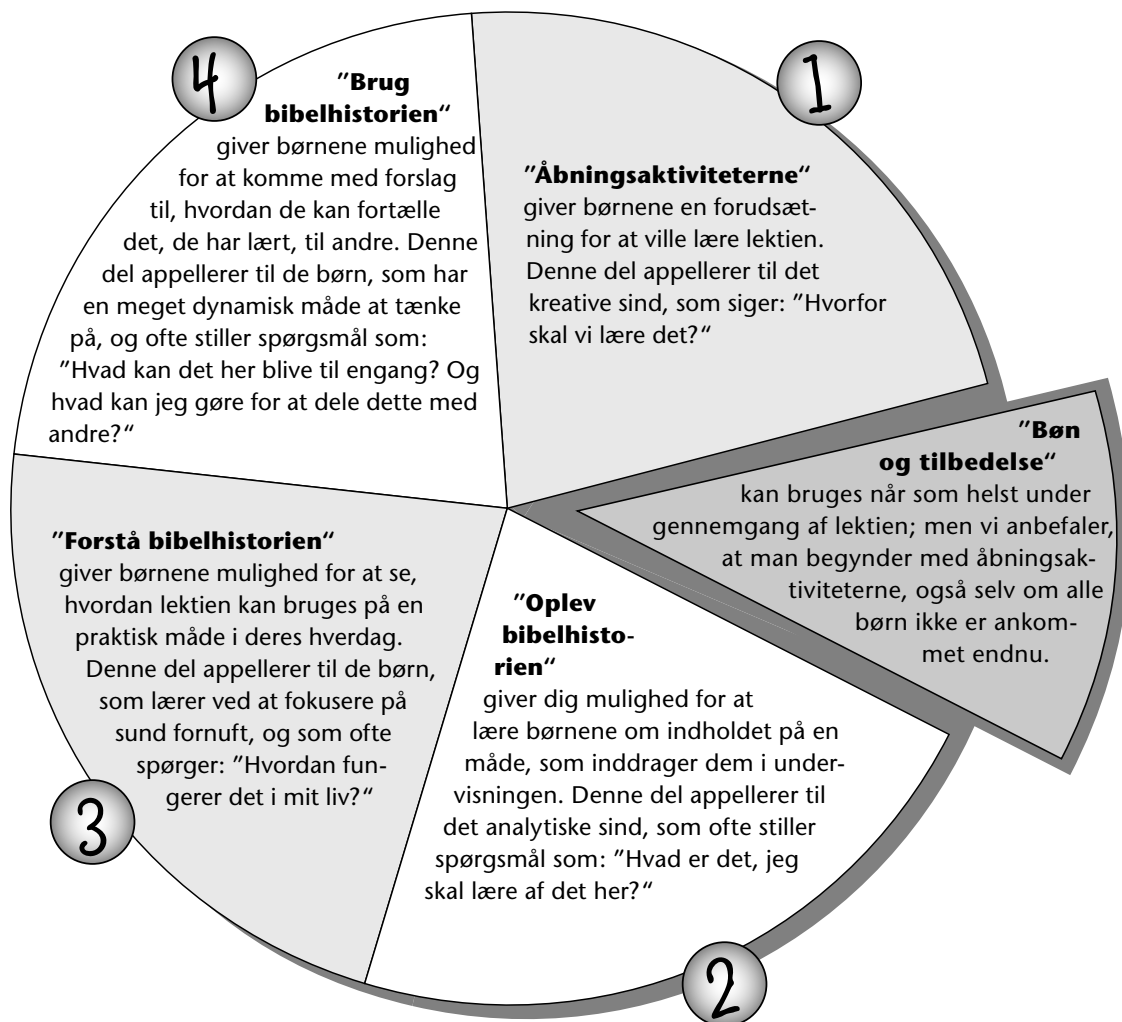 1
”Åbningsaktiviteterne“
giver børnene en forudsæt-
ning for at ville lære lektien.
Denne del appellerer til det
kreative sind, som siger: ”Hvorfor
skal vi lære det?“
”Bøn
og tilbedelse“
kan bruges når som helst under
gennemgang af lektien; men vi anbefaler,
at man begynder med åbningsak-
tiviteterne, også selv om alle
børn ikke er ankom-
met endnu.
2
”Oplev
bibelhisto-
rien“
giver dig mulighed for at
lære børnene om indholdet på en
måde, som inddrager dem i under-
visningen. Denne del appellerer til
det analytiske sind, som ofte stiller
spørgsmål som: ”Hvad er det, jeg
skal lære af det her?“
3
”Forstå bibelhistorien“
giver børnene mulighed for at se,
hvordan lektien kan bruges på en
praktisk måde i deres hverdag.
Denne del appellerer til de børn,
som lærer ved at fokusere på
sund fornuft, og som ofte
spørger: ”Hvordan fun-
gerer det i mit liv?“
4
”Brug
bibelhistorien“
giver børnene mulighed
for at komme med forslag
til, hvordan de kan fortælle
det, de har lært, til andre. Denne
del appellerer til de børn, som har
en meget dynamisk måde at tænke
på, og ofte stiller spørgsmål som:
”Hvad kan det her blive til engang? Og
hvad kan jeg gøre for at dele dette med
andre?“